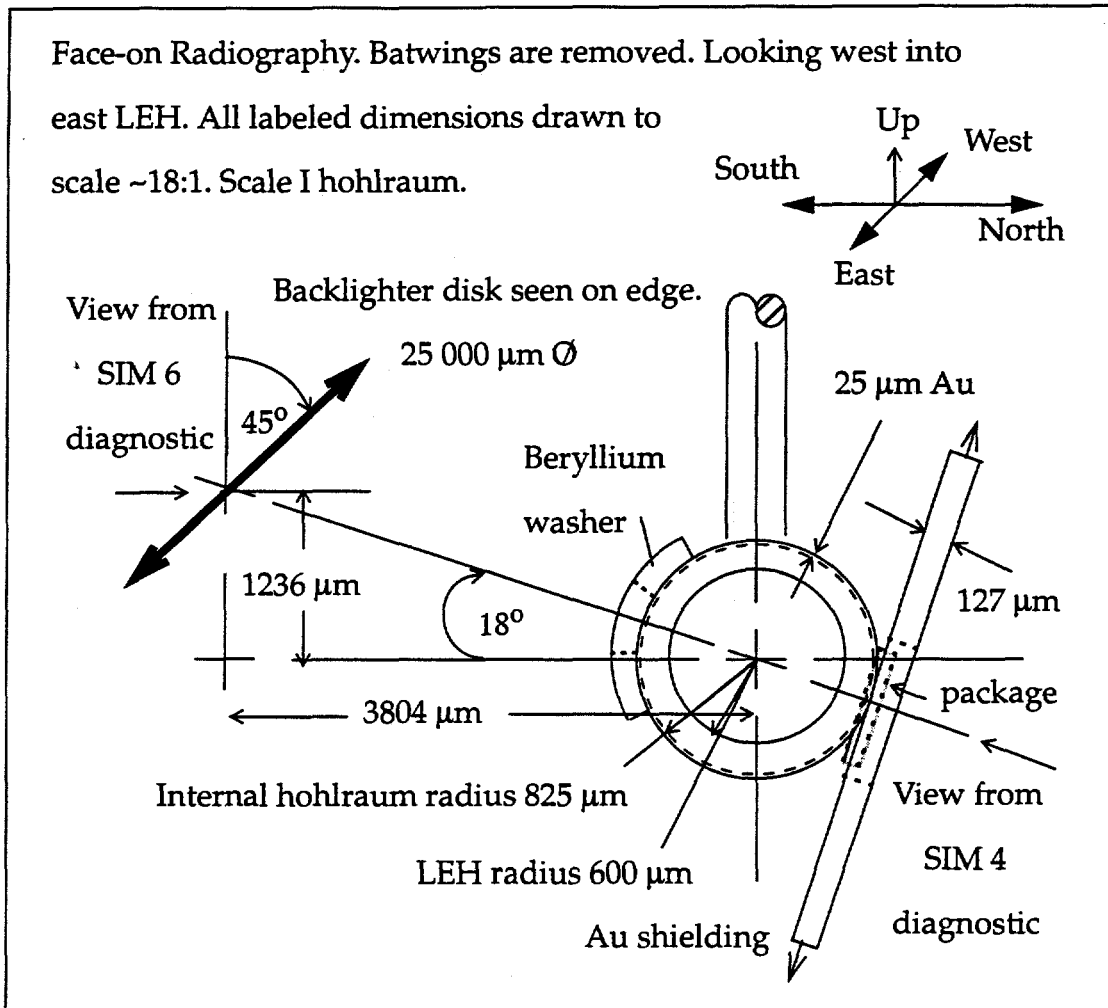 Face-on Radiography. Batwings are removed. Looking west into
east LEH. All labeled dimensions drawn to
scale ~18:1. Scale I hohlraum.
Up
West
South
North
East
View from
SIM 6
diagnostic
Backlighter disk seen on edge.
25 000 µm Ø
45°
25 µm Au
Beryllium
washer
1236 µm
18°
127 µm
package
3804 µm
Internal hohlraum radius 825 µm
View from
SIM 4
diagnostic
LEH radius 600 µm
Au shielding